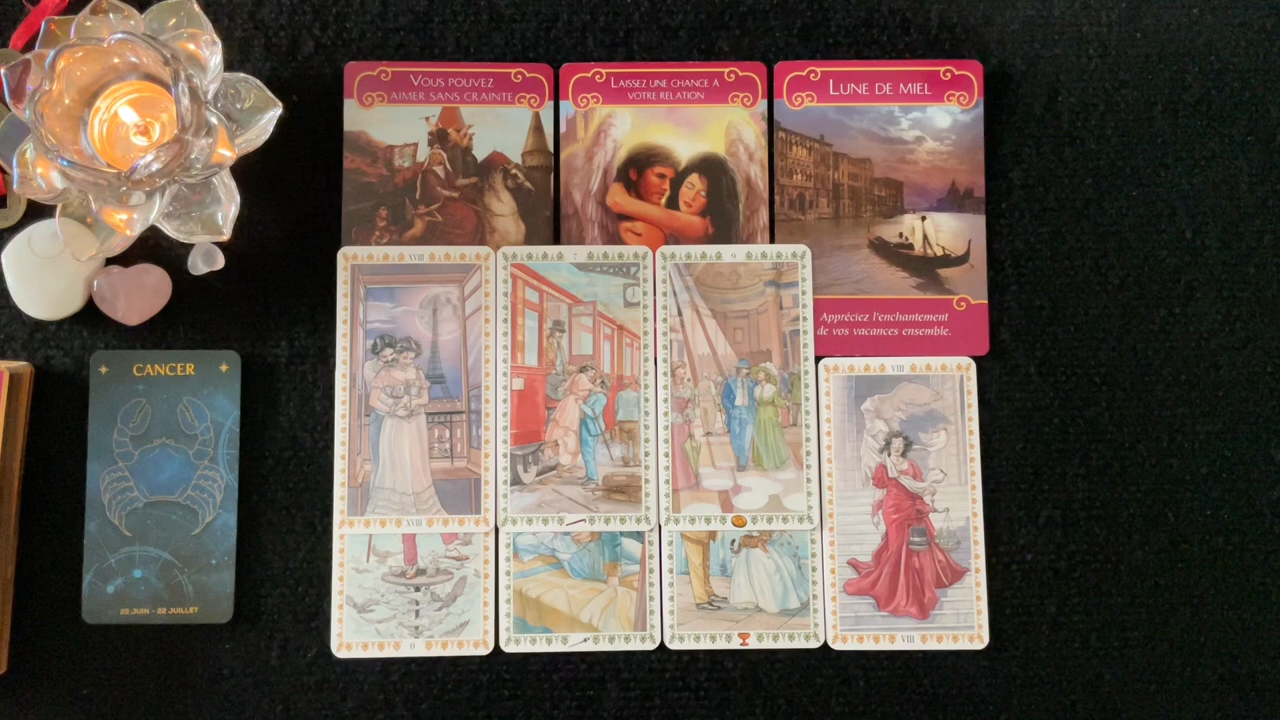 VOUS POUVEZ
AIMER SANS CRAINTE
LAISSEZ UNE CHANCE À
VOTRE RELATION
LUNE DE MIEL
Appréciez l'enchantement
de vos vacances ensemble.
XVIII
7
9
XVIII
VIII
VIII
0
CANCER
22 JUIN - 22 JUILLET